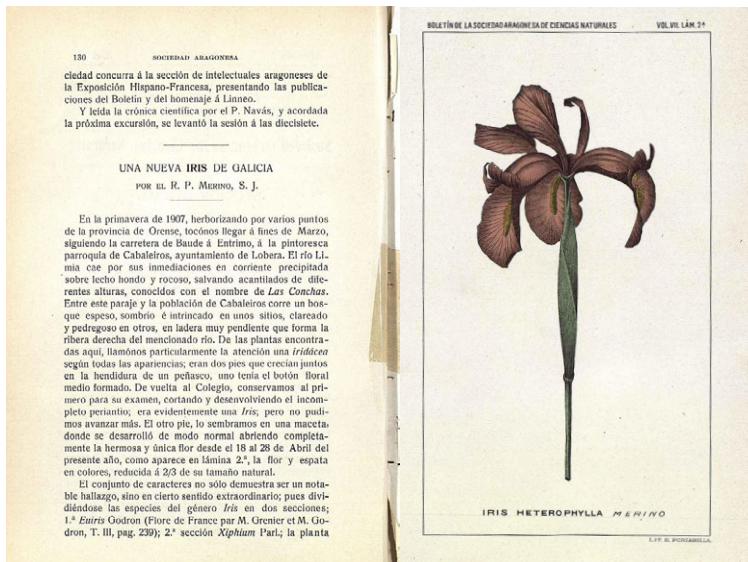 130
SOCIEDAD ARAGONESA
ciedad concurra á la sección de intelectuales aragoneses de
la Exposición Hispano-Francesa, presentando las publica-
ciones del Boletín y del homenaje á Linneo.
Y leída la crónica científica por el P. Navás, y acordada
la próxima excursión, se levantó la sesión á las diecisiete.
UNA NUEVA IRIS DE GALICIA
POR EL R. P. MERINO, S. J.
En la primavera de 1907, herborizando por varios puntos
de la provincia de Orense, tocónos llegar á fines de Marzo,
siguiendo la carretera de Baude á Entrimo, á la pintoresca
parroquia de Cabaleiros, ayuntamiento de Lobera. El río Li-
mia cae por sus inmediaciones en corriente precipitada
sobre lecho hondo y rocoso, salvando acantilados de dife-
rentes alturas, conocidos con el nombre de Las Conchas.
Entre este paraje y la población de Cabaleiros corre un bos-
que espeso, sombrío é intrincado en unos sitios, clareado
y pedregoso en otros, en ladera muy pendiente que forma la
ribera derecha del mencionado río. De las plantas encontra-
das aquí, llamónos particularmente la atención una iridácea
según todas las apariencias; eran dos pies que crecían juntos
en la hendidura de un peñasco, uno tenía el botón floral
medio formado. De vuelta al Colegio, conservamos al pri-
mero para su examen, cortando y desenvolviendo el incom-
pleto periantio; era evidentemente una Iris; pero no pudi-
mos avanzar más. El otro pie, lo sembramos en una maceta,
donde se desarrolló de modo normal abriendo completa-
mente la hermosa y única flor desde el 18 al 28 de Abril del
presente año, como aparece en lámina 2.ª, la flor y espata
en colores, reducida á 2/3 de su tamaño natural.
El conjunto de caracteres no sólo demuestra ser un nota-
ble hallazgo, sino en cierto sentido extraordinario; pues divi-
diéndose las especies del género Iris en dos secciones;
1.ª Euiris Godron (Flore de France par M. Grenier et M. Go-
dron, T. III, pag. 239); 2.ª sección Xiphium Parl.; la planta
BOLETÍN DE LA SOCIEDAD ARAGONESA DE CIENCIAS NATURALES
VOL. VII. LÁM. 2ª
IRIS HETEROPHYLLA MERINO
LIT. E. PORTABELLA.